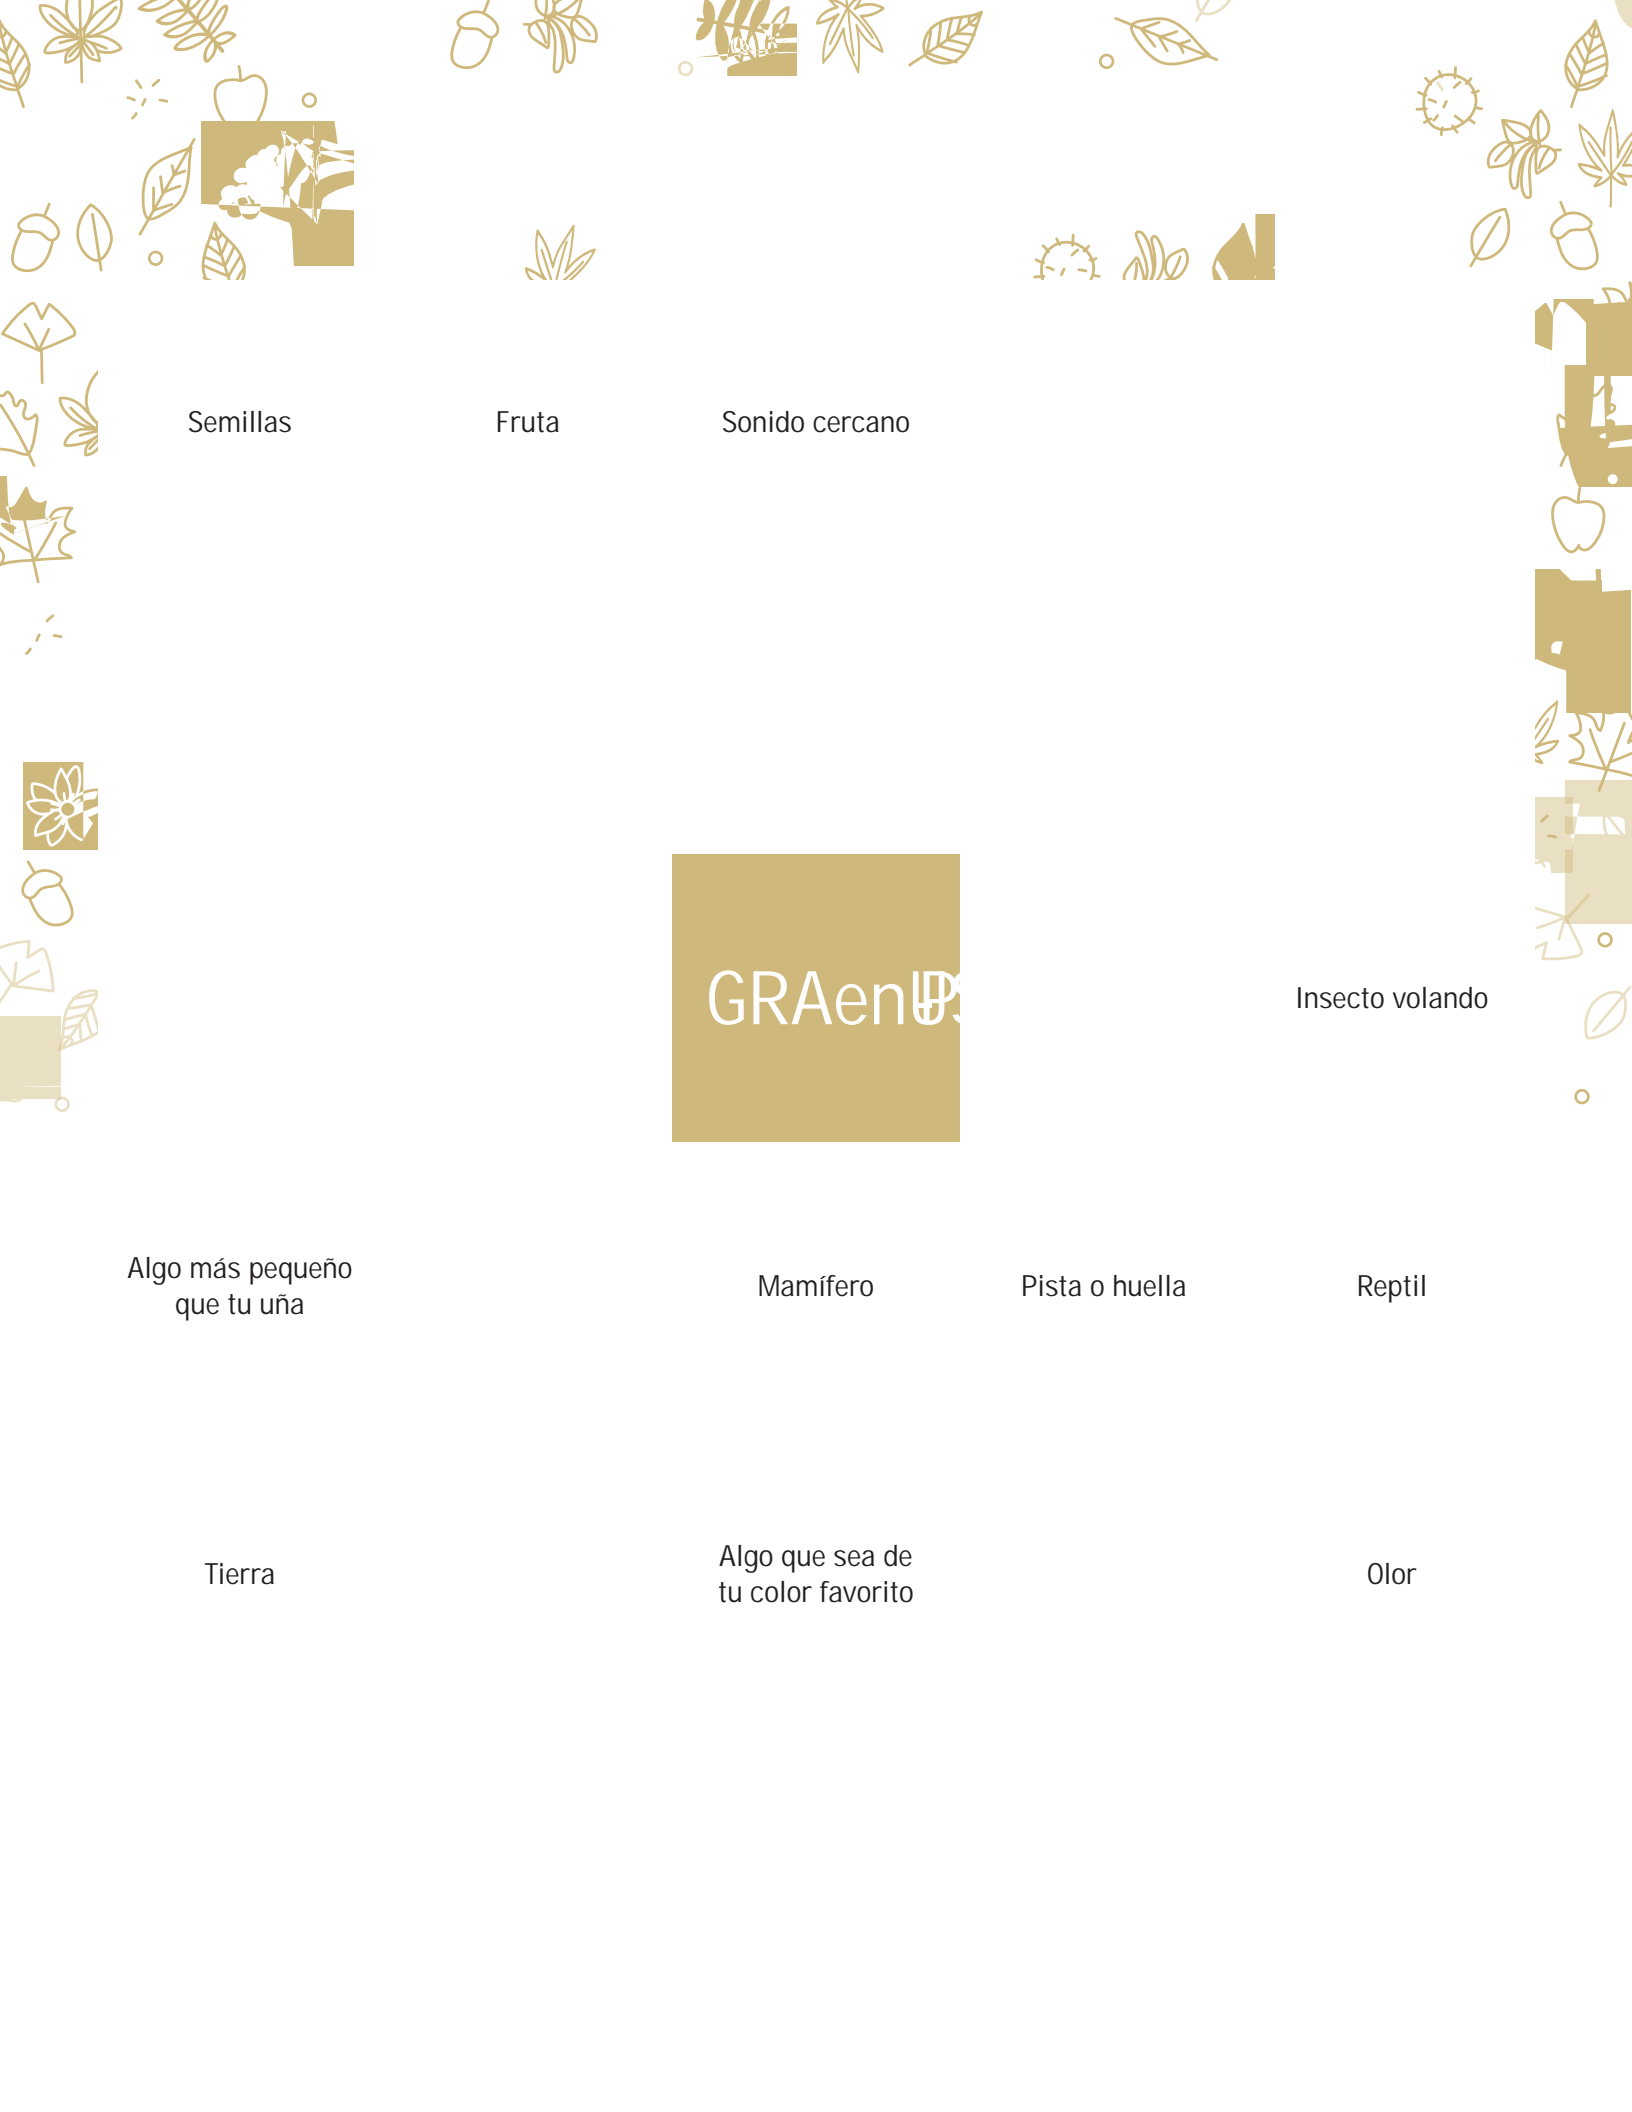 Semillas
Fruta
Sonido cercano
Insecto volando
Algo más pequeño
que tu uña
Mamífero
Pista o huella
Reptil
Tierra
Algo que sea de
tu color favorito
Olor